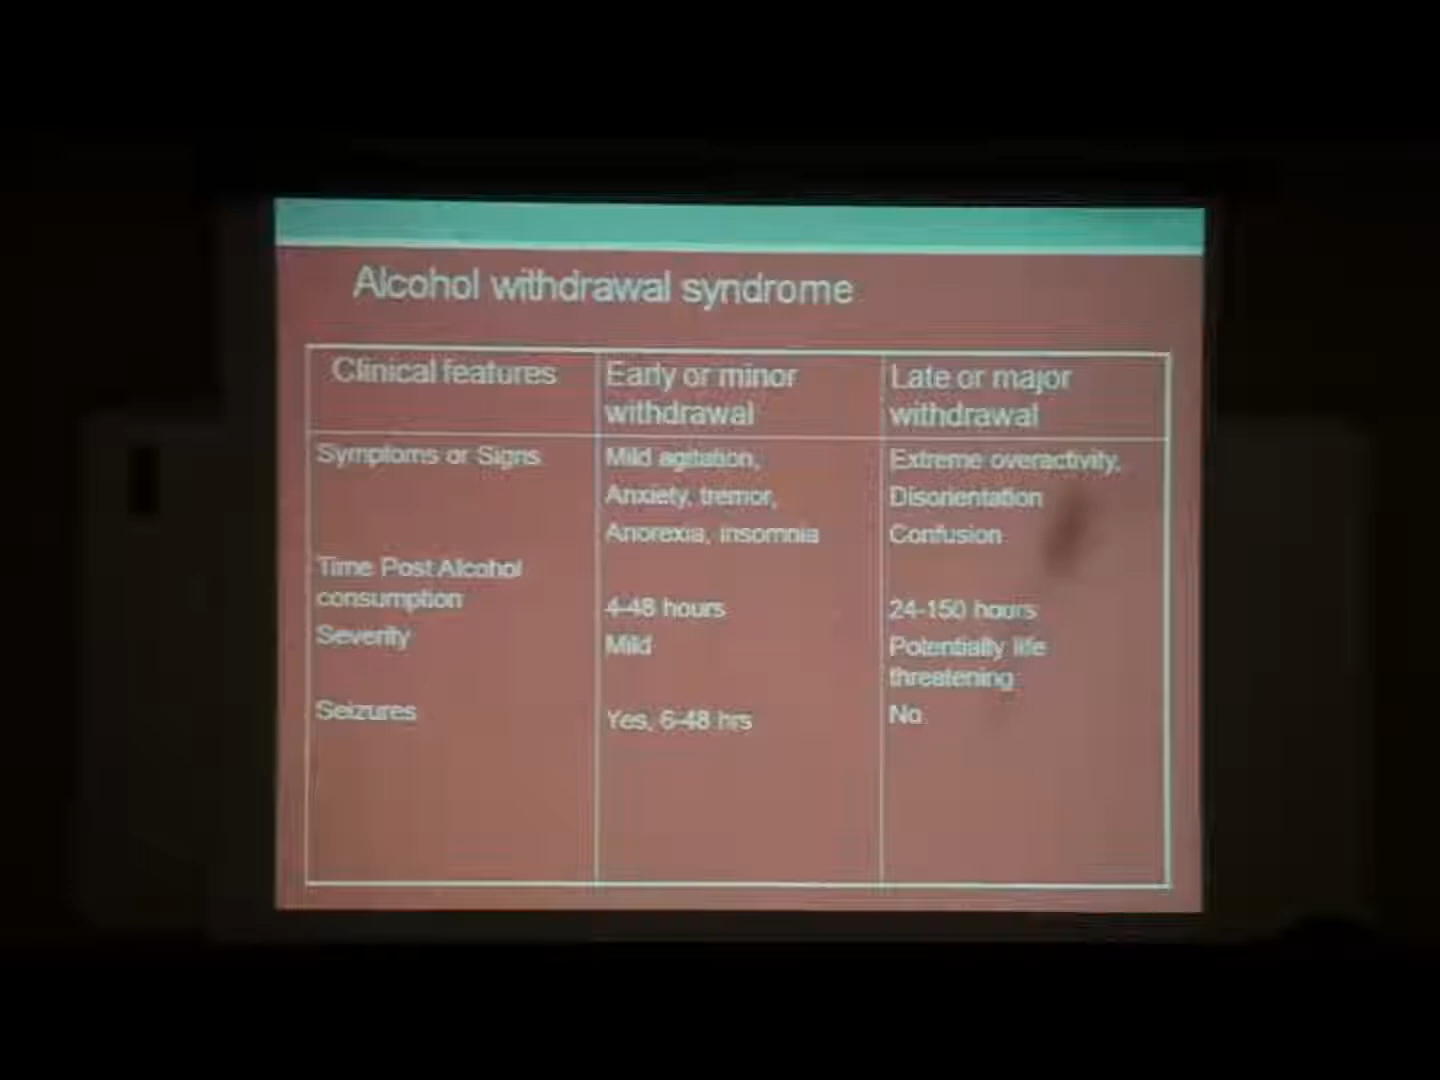 Alcohol withdrawal syndrome
Clinical features
Early or minor
withdrawal
Late or major
withdrawal
Symptoms or Signs
Mild agitation,
Anxiety, tremor,
Anorexia, insomnia
Extreme overactivity,
Disorientation
Confusion
Time Post Alcohol
consumption
4-48 hours
24-150 hours
Severity
Mild
Potentially life
threatening
Seizures
Yes, 6-48 hrs
No